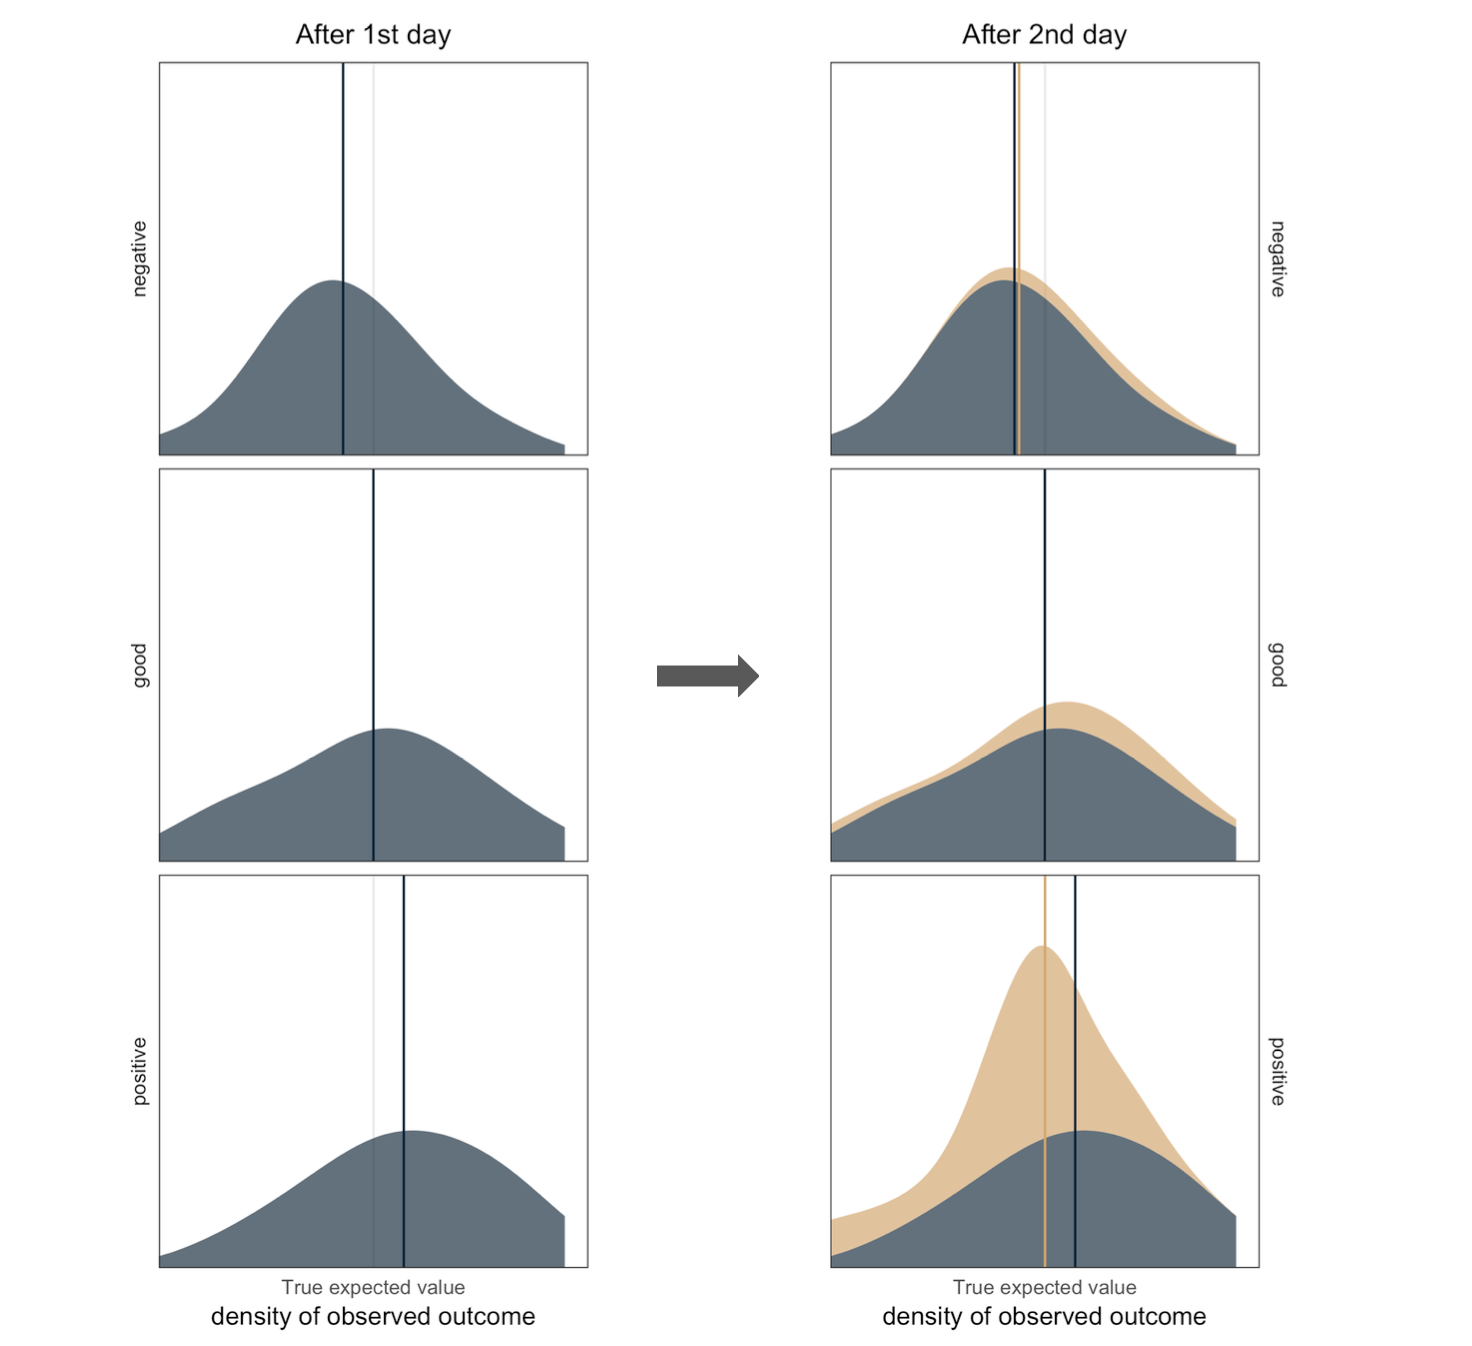 After 1st day
After 2nd day
negative
negative
good
good
positive
positive
True expected value
True expected value
density of observed outcome
density of observed outcome